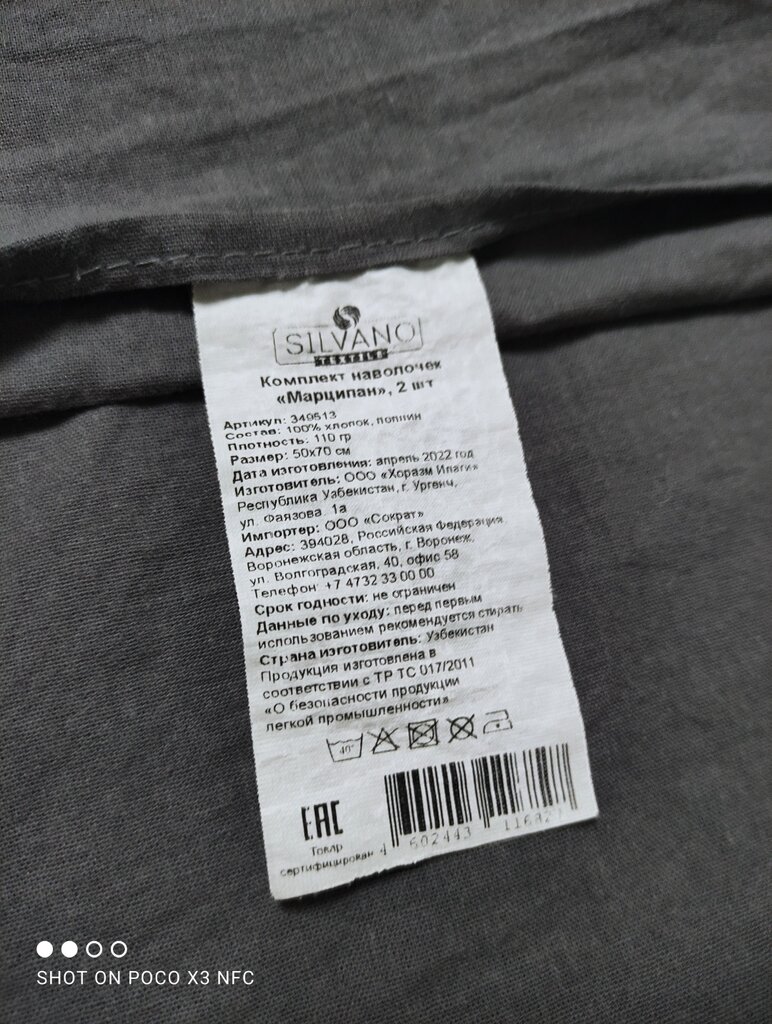 SILVANO
TEXTILE
Комплект наволочек
«Марципан», 2 шт
Артикул: 349513
Состав: 100% хлопок, поплин
Плотность: 110 гр
Размер: 50х70 см
Дата изготовления: апрель 2022 год
Изготовитель: ООО «Хоразм Ипаги»
Республика Узбекистан, г. Ургенч,
ул. Фаязова, 1а
Импортер: ООО «Сократ»
Адрес: 394028, Российская Федерация
Воронежская область, г. Воронеж,
ул. Волгоградская, 40, офис 58
Телефон: +7 4732 33 00 00
Срок годности: не ограничен
Данные по уходу: перед первым
использованием рекомендуется стирать
Страна изготовитель: Узбекистан
Продукция изготовлена в
соответствии с ТР ТС 017/2011
«О безопасности продукции
легкой промышленности»
40°
ЕАС
Товар
сертифицирован
4 602443
SHOT ON POCO X3 NFC